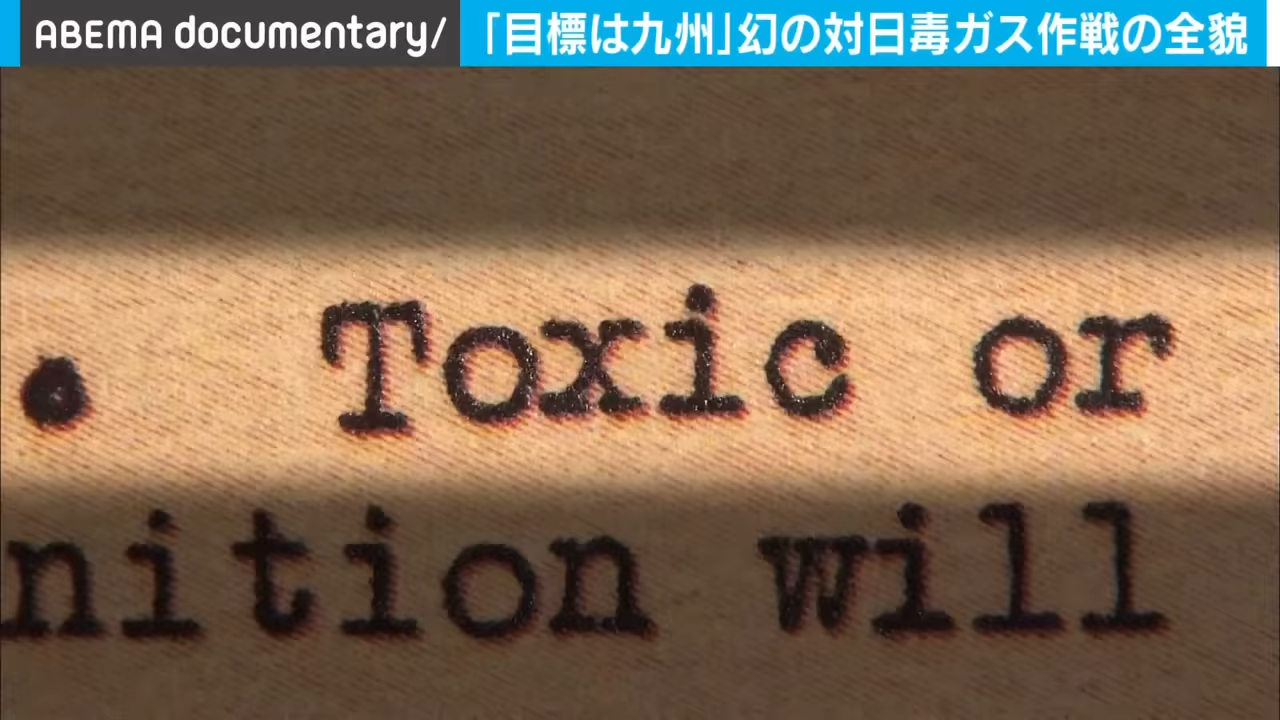 ABEMA documentary/
「目標は九州」幻の対日毒ガス作戦の全貌
. Toxic or
nition will